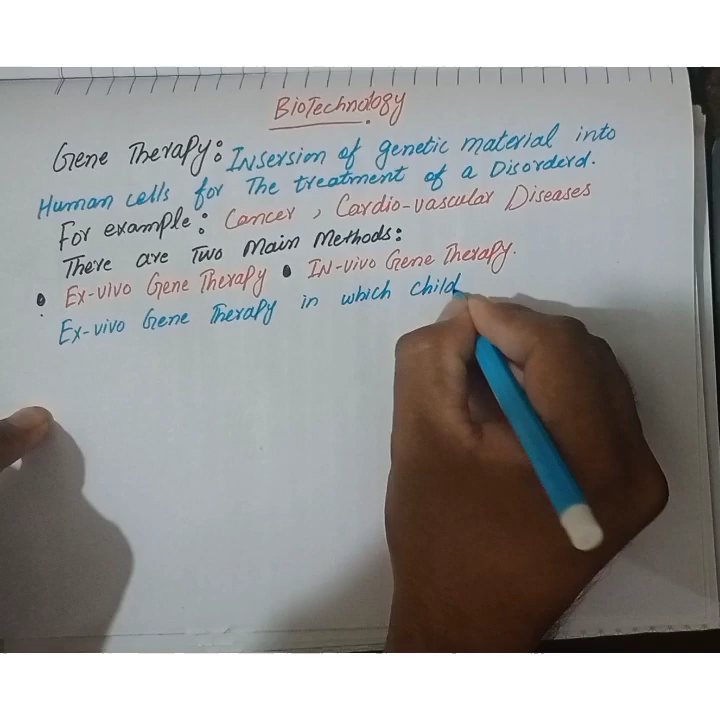 BioTechnology
Gene Therapy: Insersion of genetic material into
Human cells for The treatment of a Disorderd.
For example: Cancer, Cardio-vascular Diseases
There are Two Main Methods:
• Ex-vivo Gene Therapy • IN-vivo Gene Therapy.
Ex-vivo Gene Therapy in which child